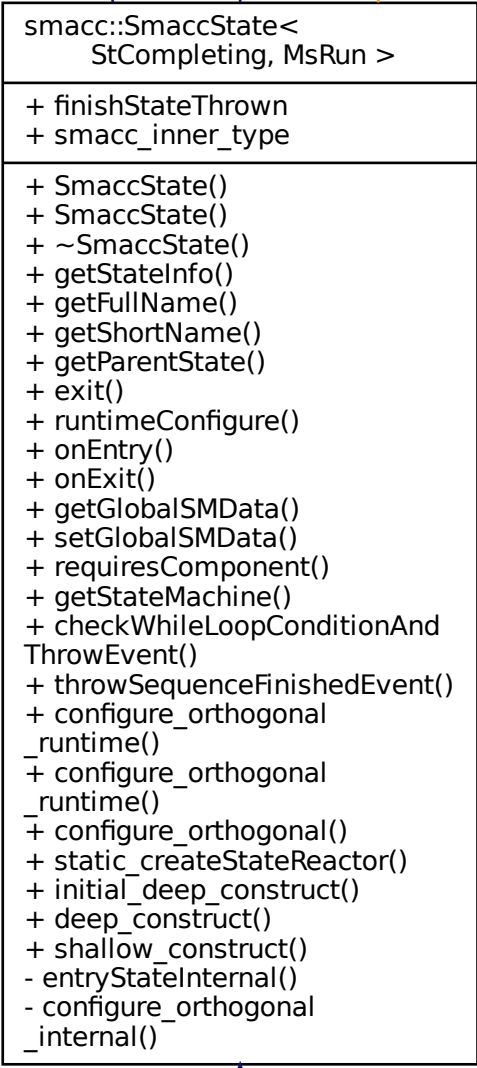 smacc::SmaccState<
StCompleting, MsRun >
+ finishStateThrown
+ smacc_inner_type
+ SmaccState()
+ SmaccState()
+ ~SmaccState()
+ getStateInfo()
+ getFullName()
+ getShortName()
+ getParentState()
+ exit()
+ runtimeConfigure()
+ onEntry()
+ onExit()
+ getGlobalSMData()
+ setGlobalSMData()
+ requiresComponent()
+ getStateMachine()
+ checkWhileLoopConditionAnd
ThrowEvent()
+ throwSequenceFinishedEvent()
+ configure_orthogonal
_runtime()
+ configure_orthogonal
_runtime()
+ configure_orthogonal()
+ static_createStateReactor()
+ initial_deep_construct()
+ deep_construct()
+ shallow_construct()
- entryStateInternal()
- configure_orthogonal
_internal()